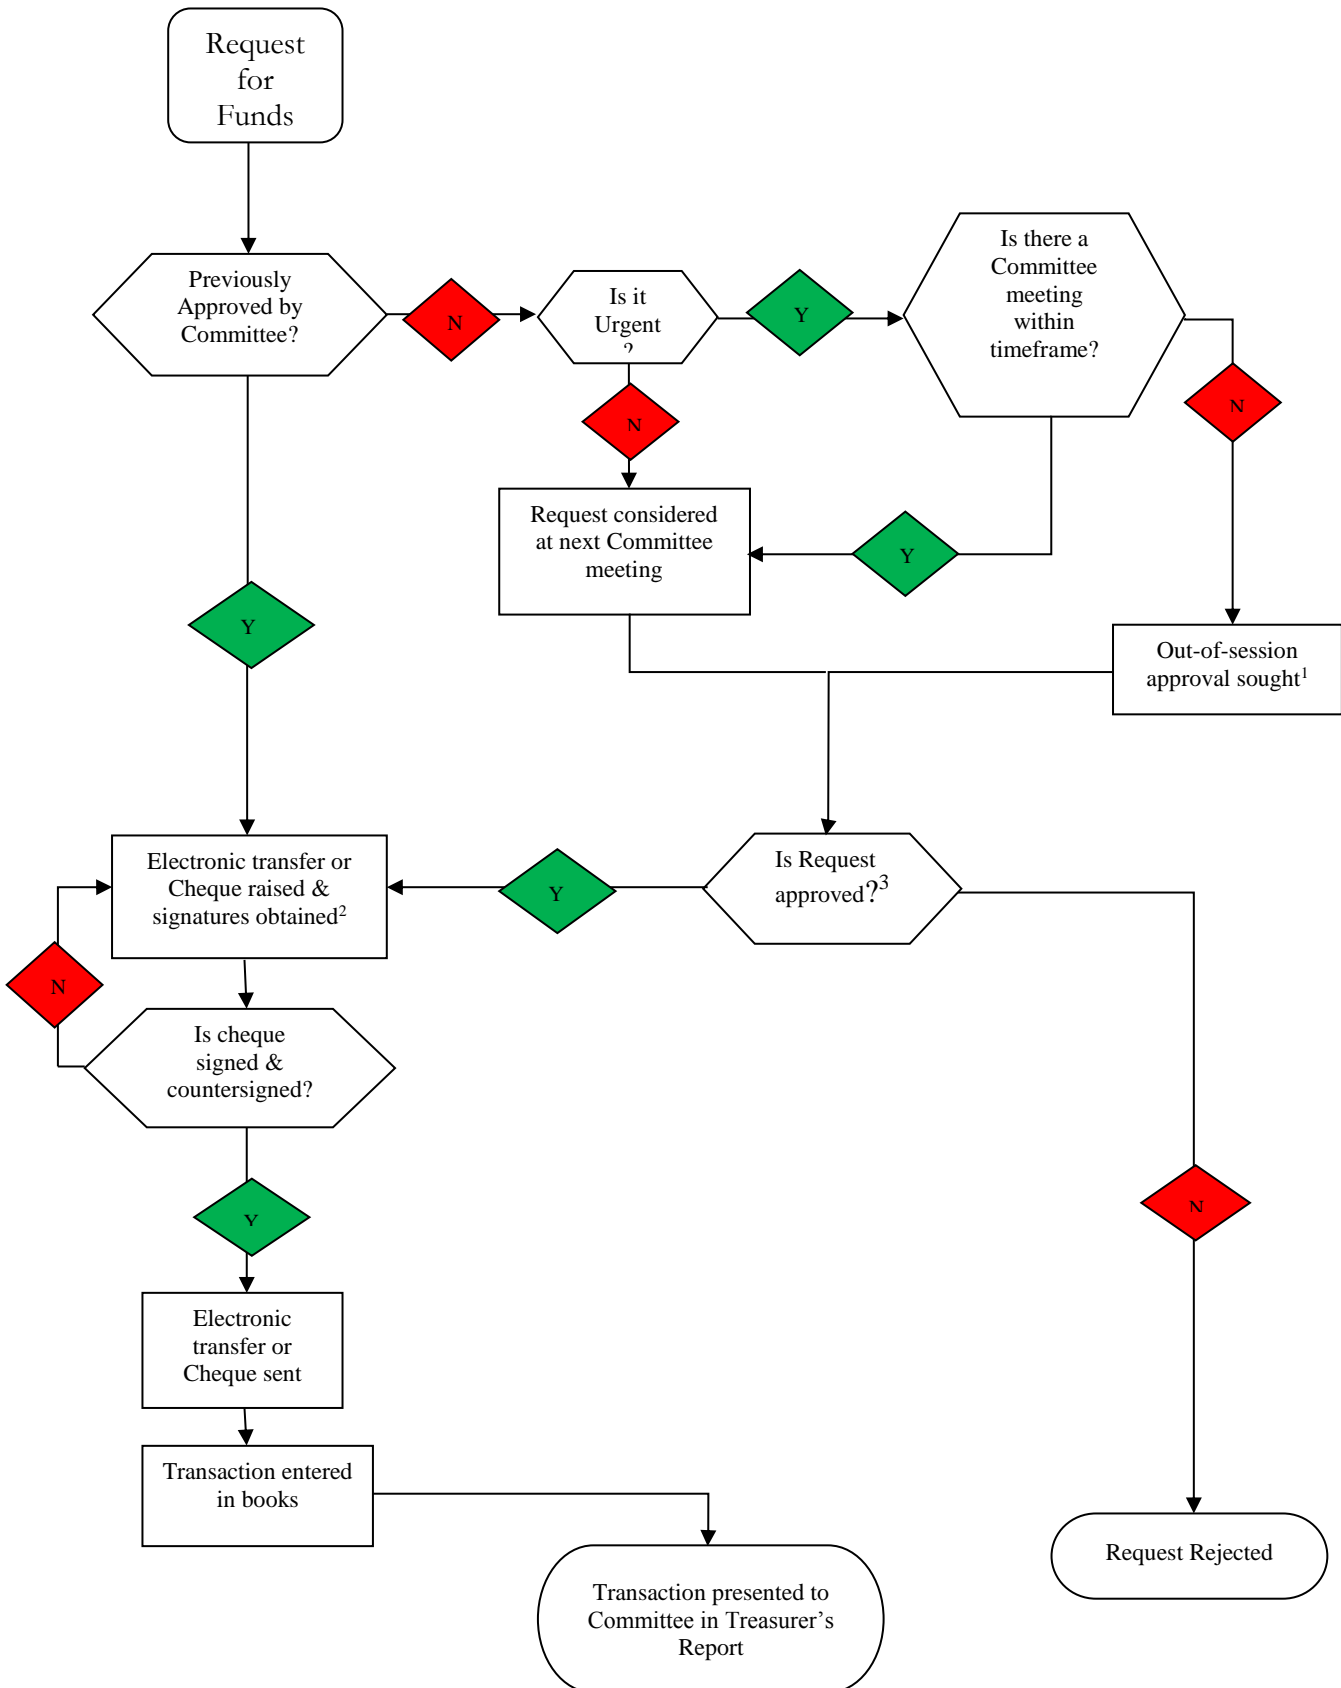 Request
for
Funds
Previously
Approved by
Committee?
N
Is it
Urgent
?
Y
Is there a
Committee
meeting
within
timeframe?
N
N
Request considered
at next Committee
meeting
Y
Y
Out-of-session
approval sought¹
Electronic transfer or
Cheque raised &
signatures obtained²
Y
Is Request
approved?³
N
Is cheque
signed &
countersigned?
Y
N
Electronic
transfer or
Cheque sent
Transaction entered
in books
Request Rejected
Transaction presented to
Committee in Treasurer’s
Report